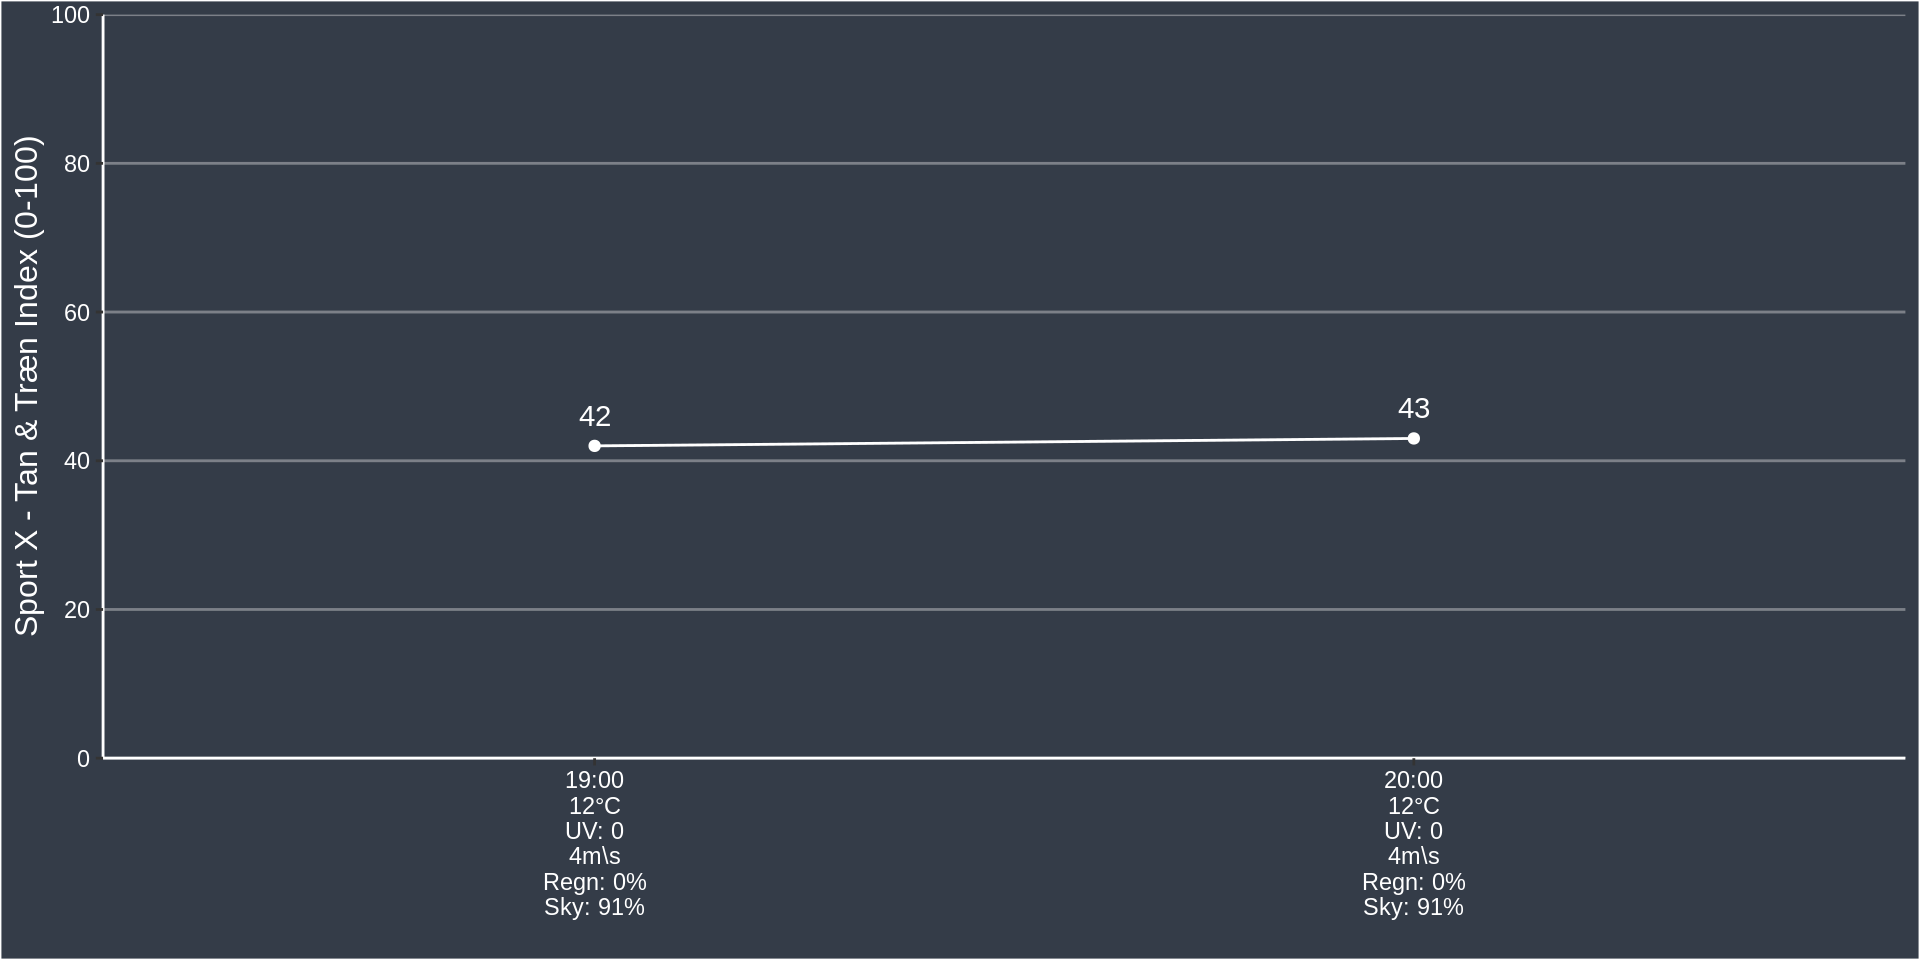 Sport X - Tan & Træn Index (0-100)
100
80
60
40
20
0
42
43
19:00
12°C
UV: 0
4m\s
Regn: 0%
Sky: 91%
20:00
12°C
UV: 0
4m\s
Regn: 0%
Sky: 91%